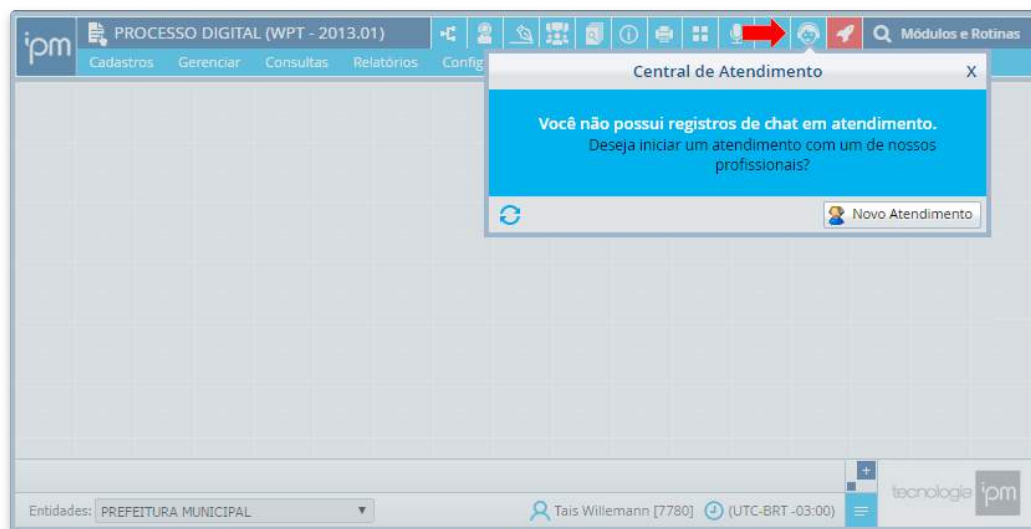 ipm
PROCESSO DIGITAL (WPT - 2013.01)
Módulos e Rotinas
Cadastros Gerenciar Consultas Relatórios Config
Central de Atendimento X
Você não possui registros de chat em atendimento.
Deseja iniciar um atendimento com um de nossos
profissionais?
Novo Atendimento
Entidades: PREFEITURA MUNICIPAL
Tais Willemann [7780] (UTC-BRT -03:00)
tecnologia ipm